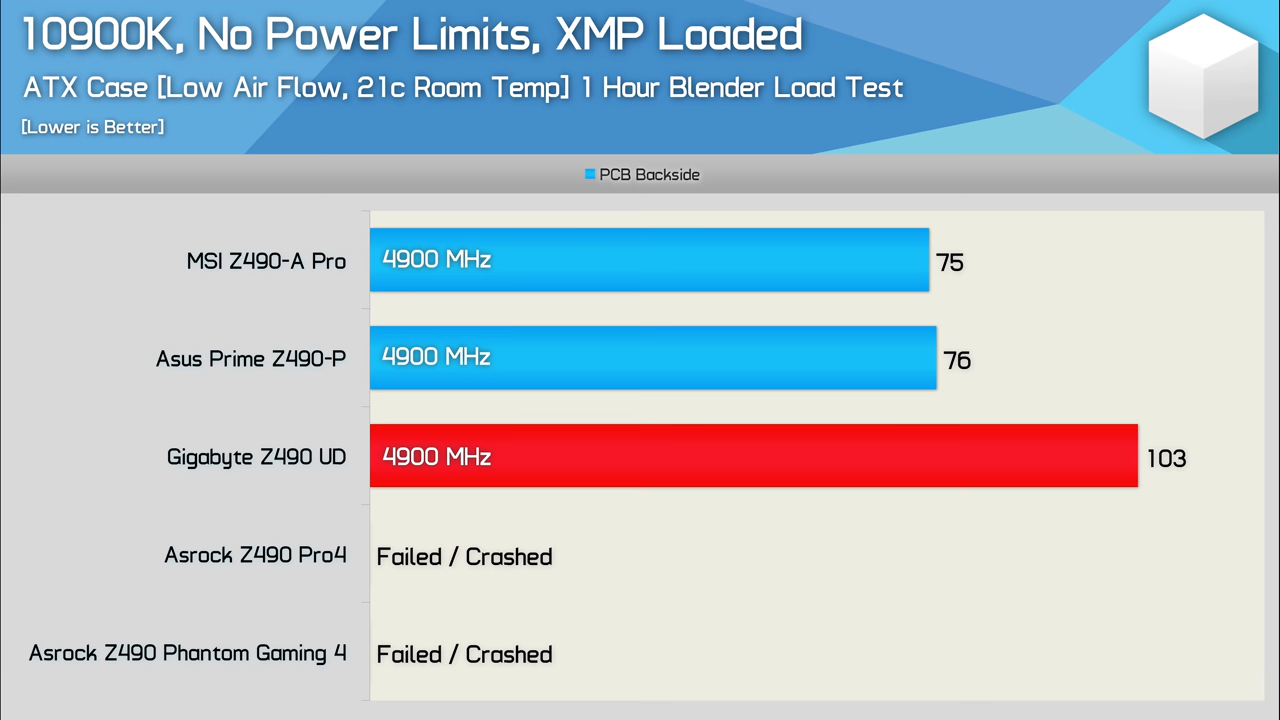 10900K, No Power Limits, XMP Loaded
ATX Case [Low Air Flow, 21c Room Temp] 1 Hour Blender Load Test
[Lower is Better]
PCB Backside
MSI Z490-A Pro 4900 MHz 75
Asus Prime Z490-P 4900 MHz 76
Gigabyte Z490 UD 4900 MHz 103
Asrock Z490 Pro4 Failed / Crashed
Asrock Z490 Phantom Gaming 4 Failed / Crashed